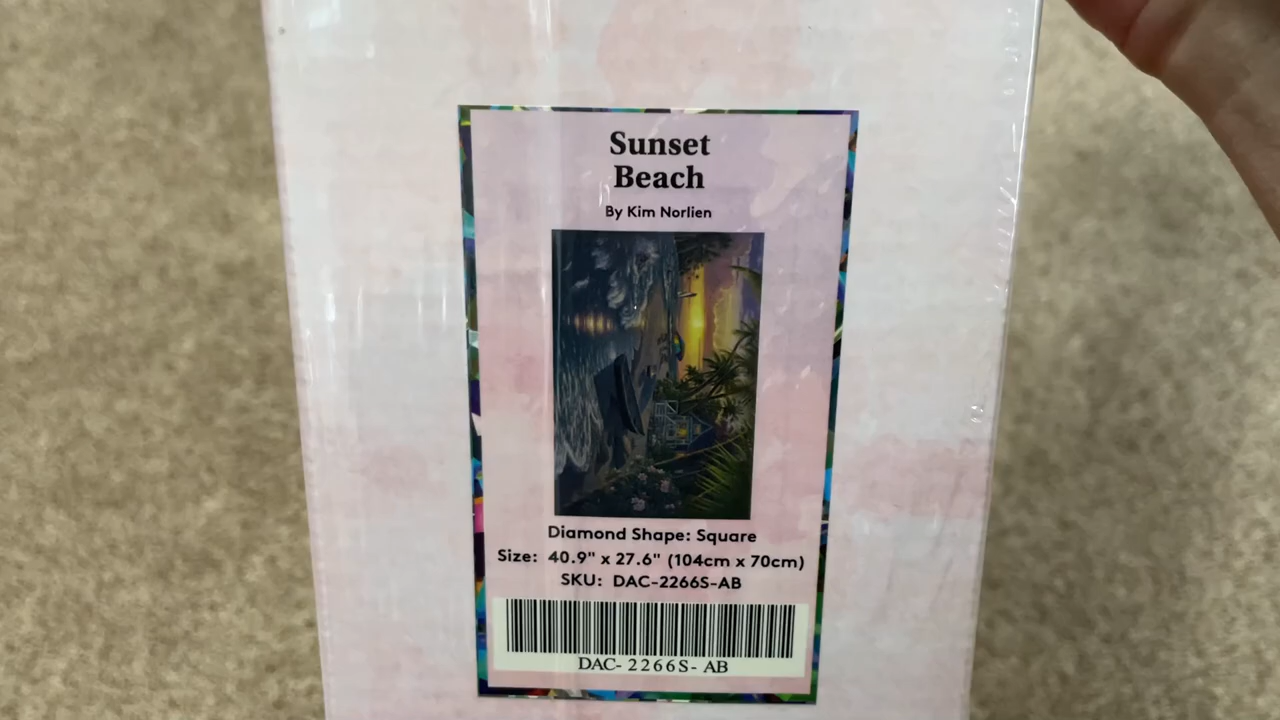 Sunset
Beach
By Kim Norlien
Diamond Shape: Square
Size: 40.9" x 27.6" (104cm x 70cm)
SKU: DAC-2266S-AB
DAC- 2266S- AB